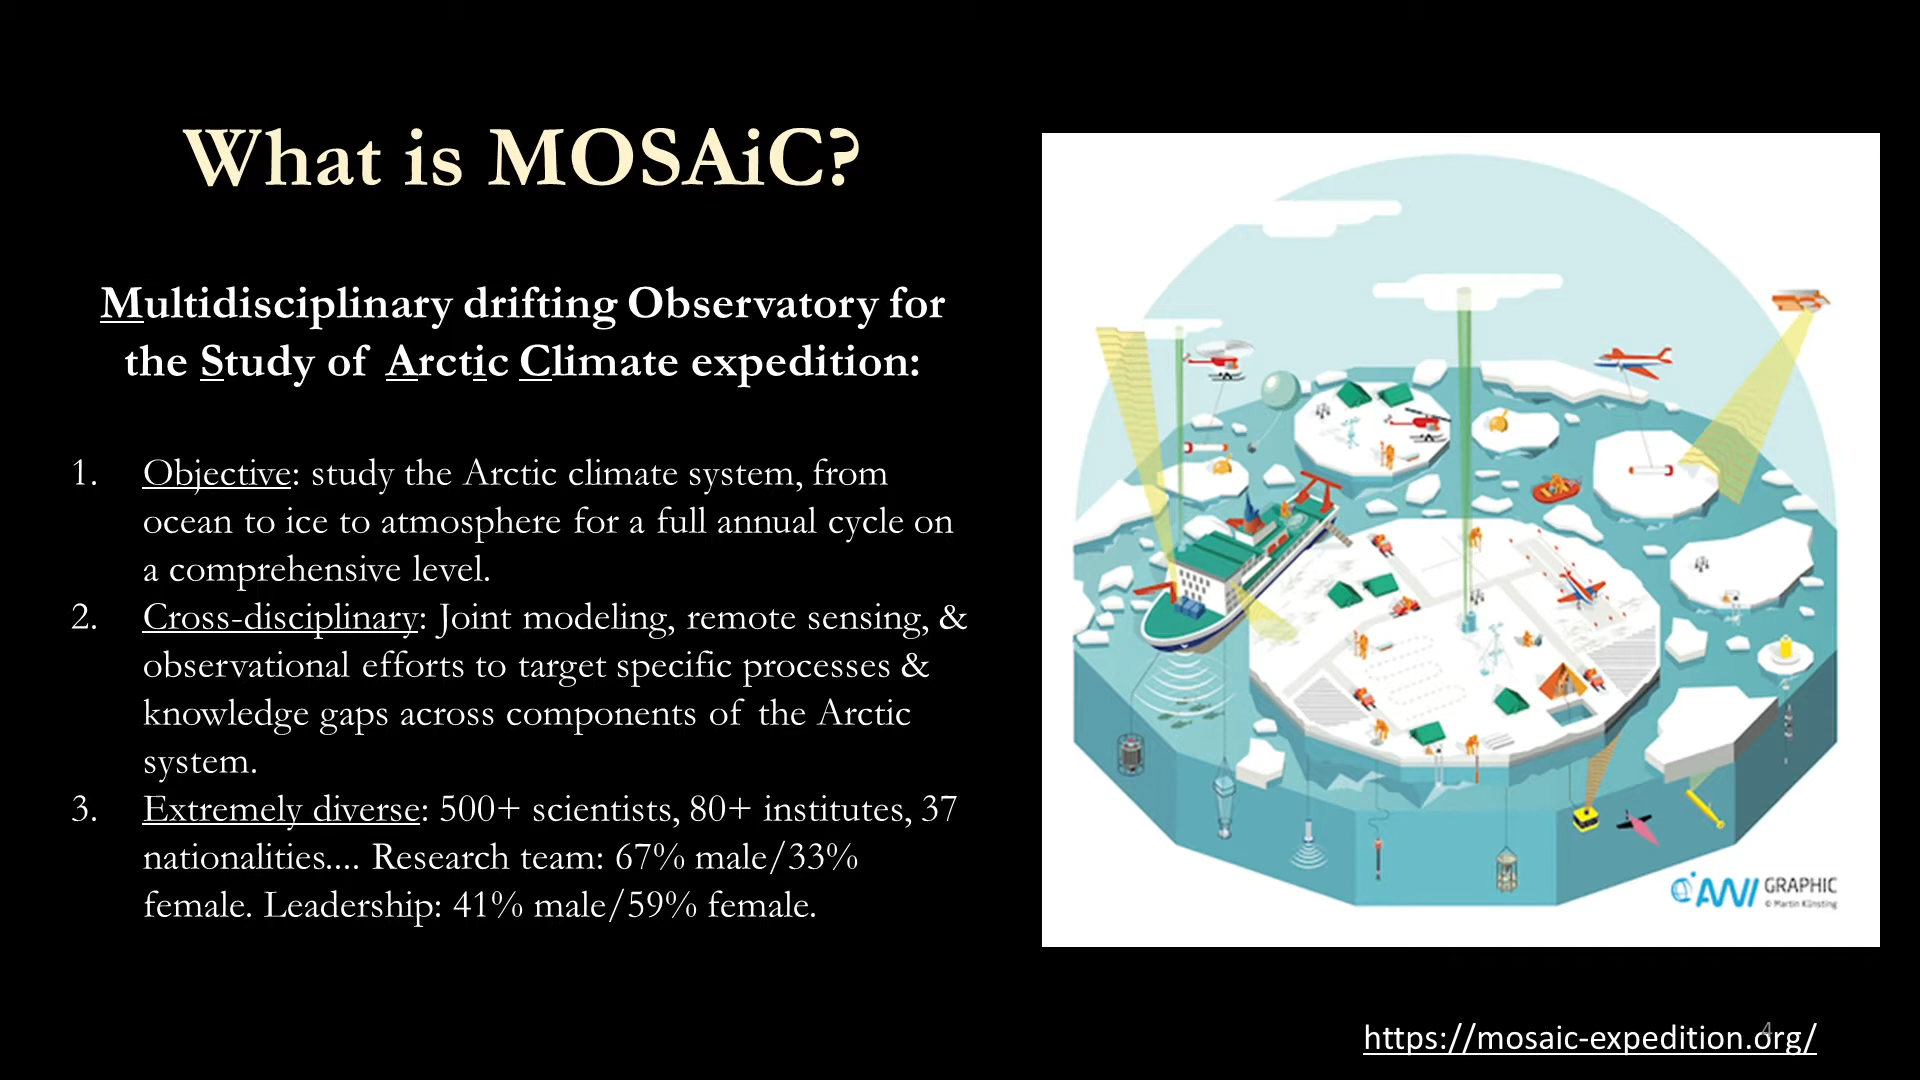 What is MOSAiC?
Multidisciplinary drifting Observatory for
the Study of Arctic Climate expedition:
1. Objective: study the Arctic climate system, from
ocean to ice to atmosphere for a full annual cycle on
a comprehensive level.
2. Cross-disciplinary: Joint modeling, remote sensing, &
observational efforts to target specific processes &
knowledge gaps across components of the Arctic
system.
3. Extremely diverse: 500+ scientists, 80+ institutes, 37
nationalities.... Research team: 67% male/33%
female. Leadership: 41% male/59% female.
AWI GRAPHIC
© Martin Künsting
https://mosaic-expedition.org/
4